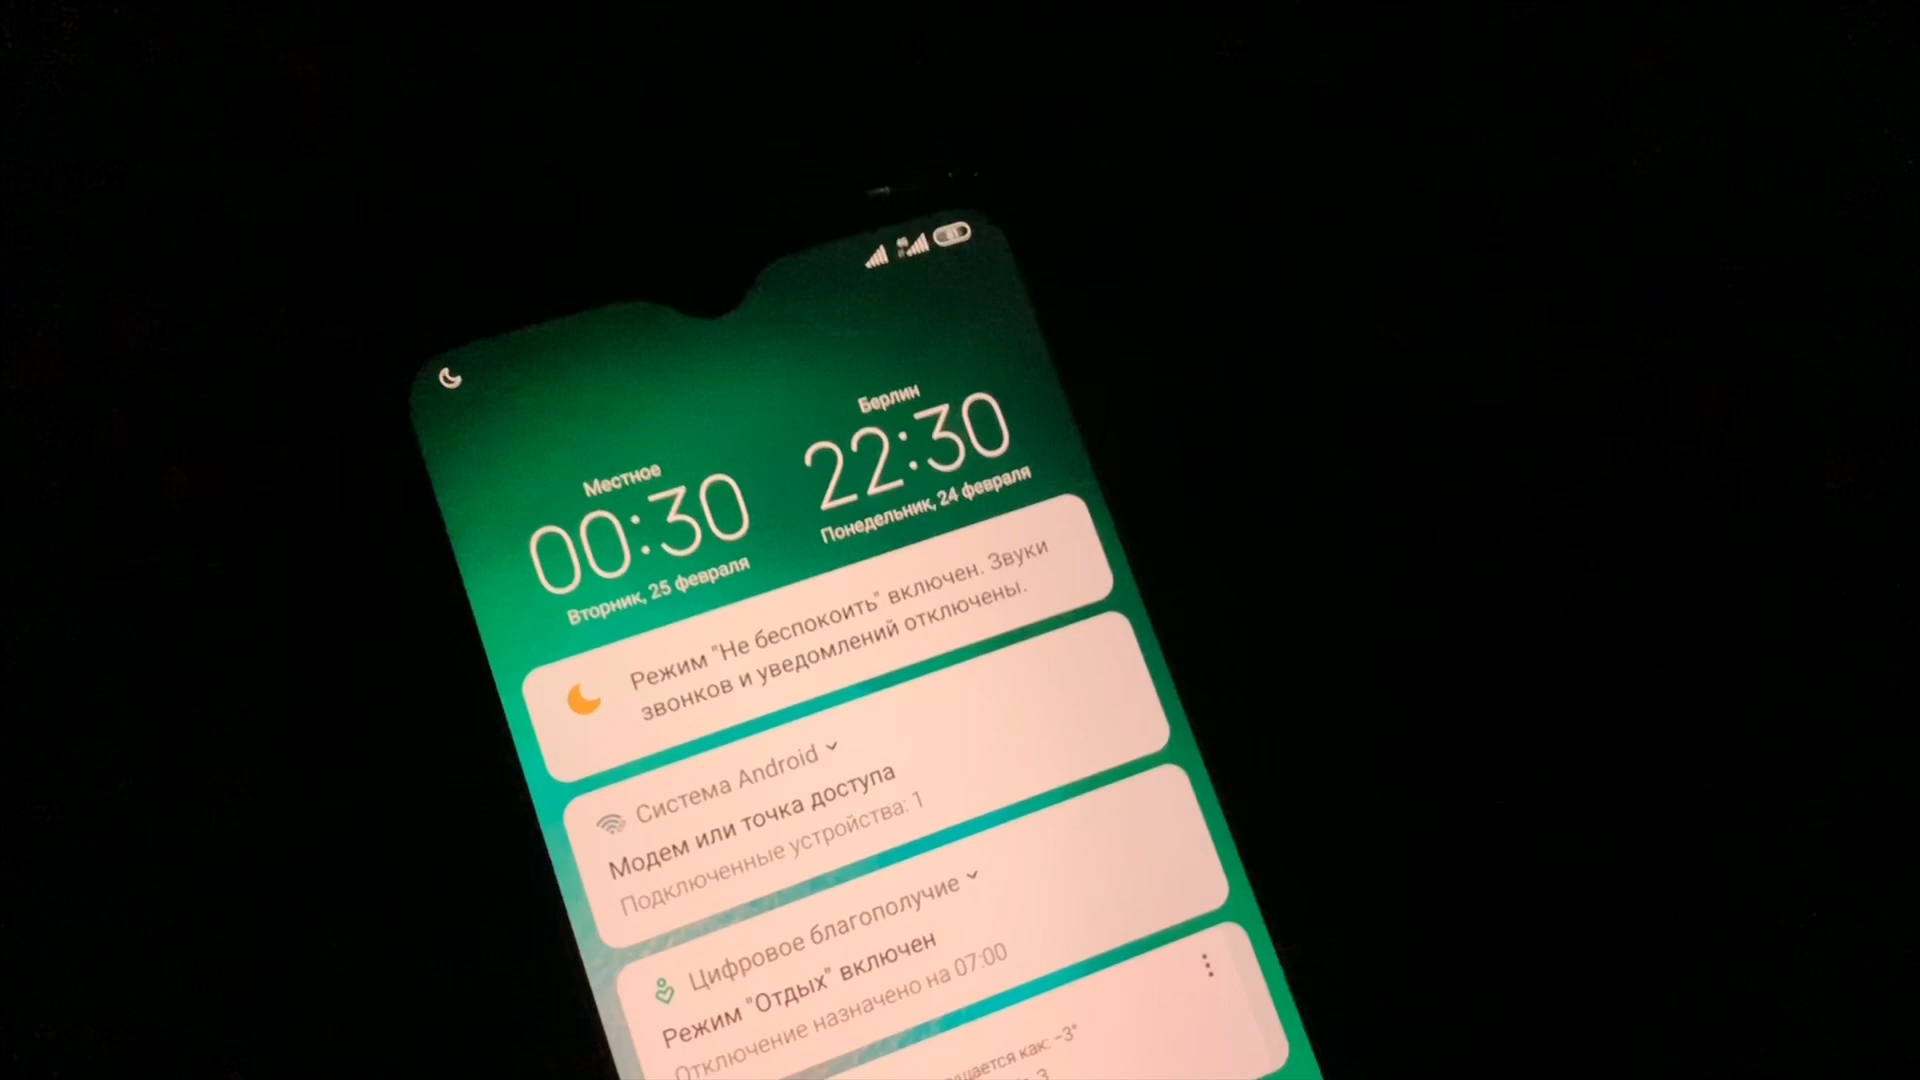 Местное
00:30
Вторник, 25 февраля
Берлин
22:30
Понедельник, 24 февраля
Режим "Не беспокоить" включен. Звуки
звонков и уведомлений отключены.
Система Android
Модем или точка доступа
Подключенные устройства: 1
Цифровое благополучие
Режим "Отдых" включен
Отключение назначено на 07:00
как: -3°